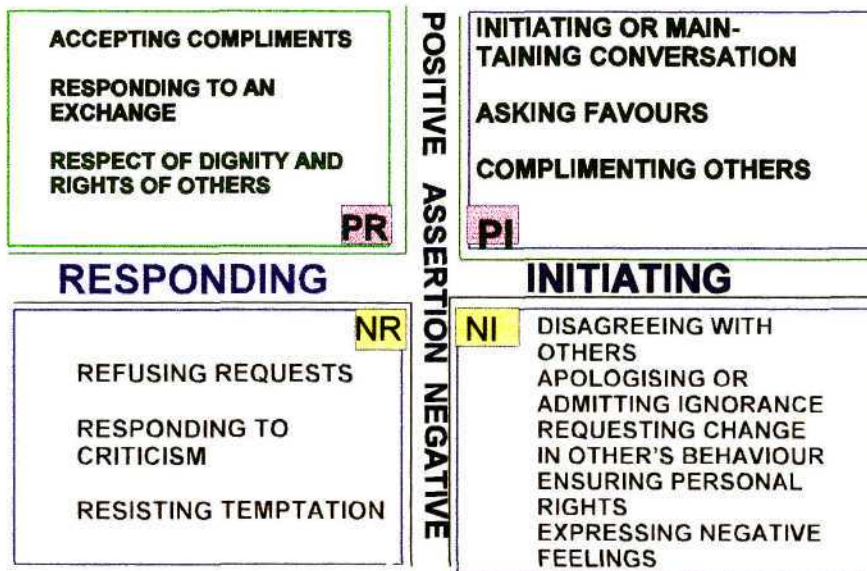 ACCEPTING COMPLIMENTS
RESPONDING TO AN
EXCHANGE
RESPECT OF DIGNITY AND
RIGHTS OF OTHERS
PR
POSITIVE ASSERTION NEGATIVE
INITIATING OR MAIN-
TAINING CONVERSATION
ASKING FAVOURS
COMPLIMENTING OTHERS
PI
RESPONDING
INITIATING
NR
REFUSING REQUESTS
RESPONDING TO
CRITICISM
RESISTING TEMPTATION
NI
DISAGREEING WITH
OTHERS
APOLOGISING OR
ADMITTING IGNORANCE
REQUESTING CHANGE
IN OTHER'S BEHAVIOUR
ENSURING PERSONAL
RIGHTS
EXPRESSING NEGATIVE
FEELINGS